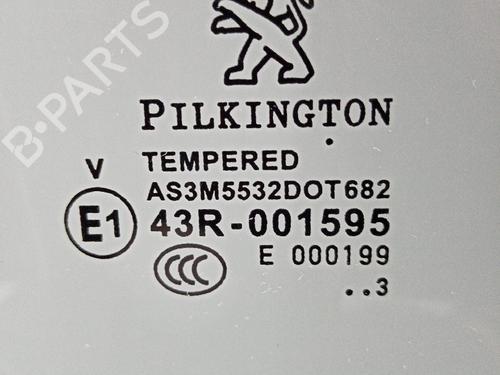 B-PARTS
PILKINGTON
V TEMPERED
AS3M5532DOT682
E1 43R-001595
CCC E 000199
..3